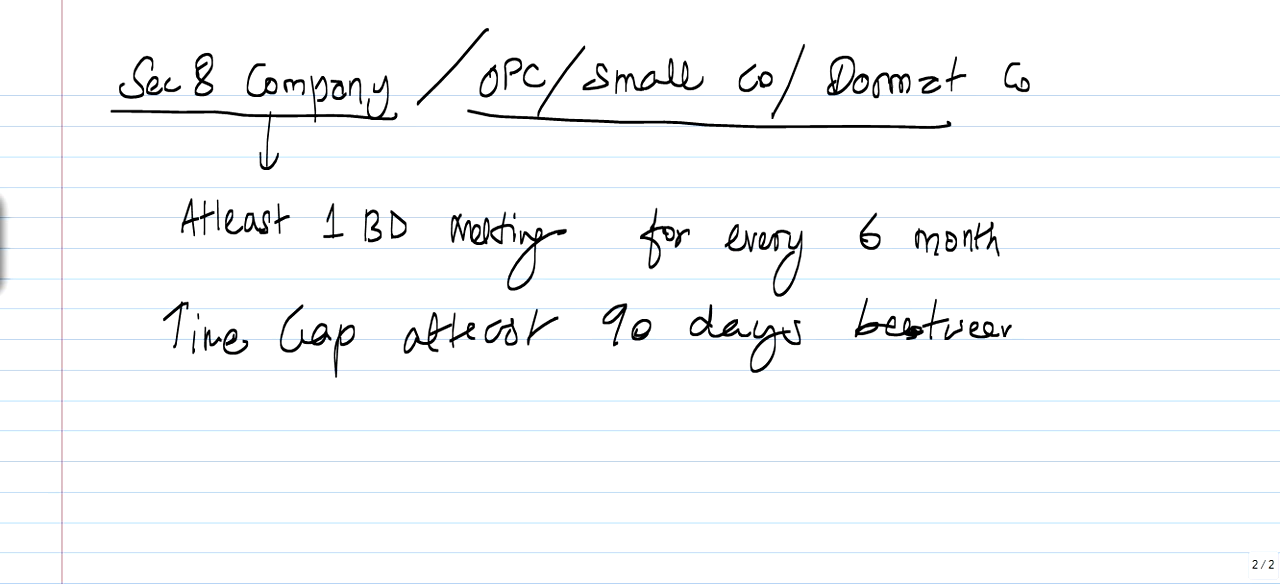 Sec 8 Company / OPC/ Small Co/ Dormat Co
Atleast 1 BD meeting for every 6 month
Time Gap atleast 90 days between
2 / 2